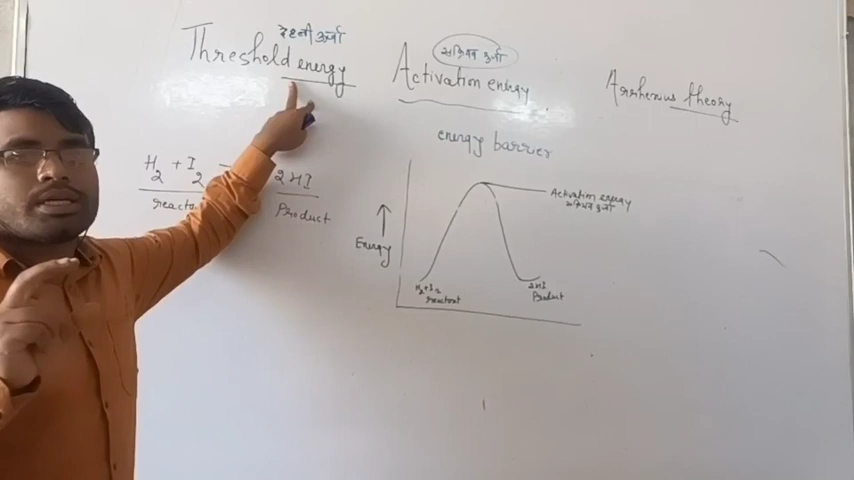 देहली ऊर्जा
Threshold energy
सक्रियण ऊर्जा
Activation energy
Arrhenius theory
energy barrier
H2 + I2
2HI
Product
Energy
Activation energy
सक्रियण ऊर्जा
H2+I2
reactant
2HI
Product